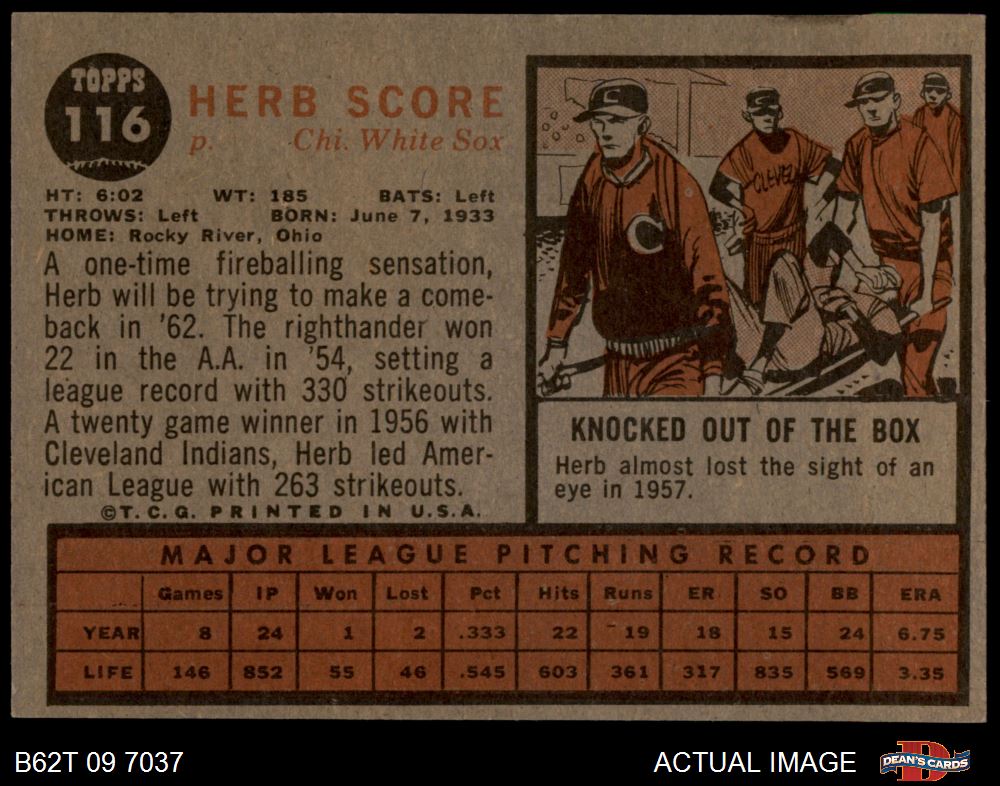 TOPPS
116
HERB SCORE
p. Chi. White Sox
HT: 6:02 WT: 185 BATS: Left
THROWS: Left BORN: June 7, 1933
HOME: Rocky River, Ohio
A one-time fireballing sensation,
Herb will be trying to make a come-
back in '62. The righthander won
22 in the A.A. in '54, setting a
league record with 330 strikeouts.
A twenty game winner in 1956 with
Cleveland Indians, Herb led Amer-
ican League with 263 strikeouts.
©T.C.G. PRINTED IN U.S.A.
C
C
CLEVEL
KNOCKED OUT OF THE BOX
Herb almost lost the sight of an
eye in 1957.
MAJOR LEAGUE PITCHING RECORD
Games IP Won Lost Pct Hits Runs ER SO BB ERA
YEAR 8 24 1 2 .333 22 19 18 15 24 6.75
LIFE 146 852 55 46 .545 603 361 317 835 569 3.35
B62T 09 7037 ACTUAL IMAGE D DEAN'S CARDS